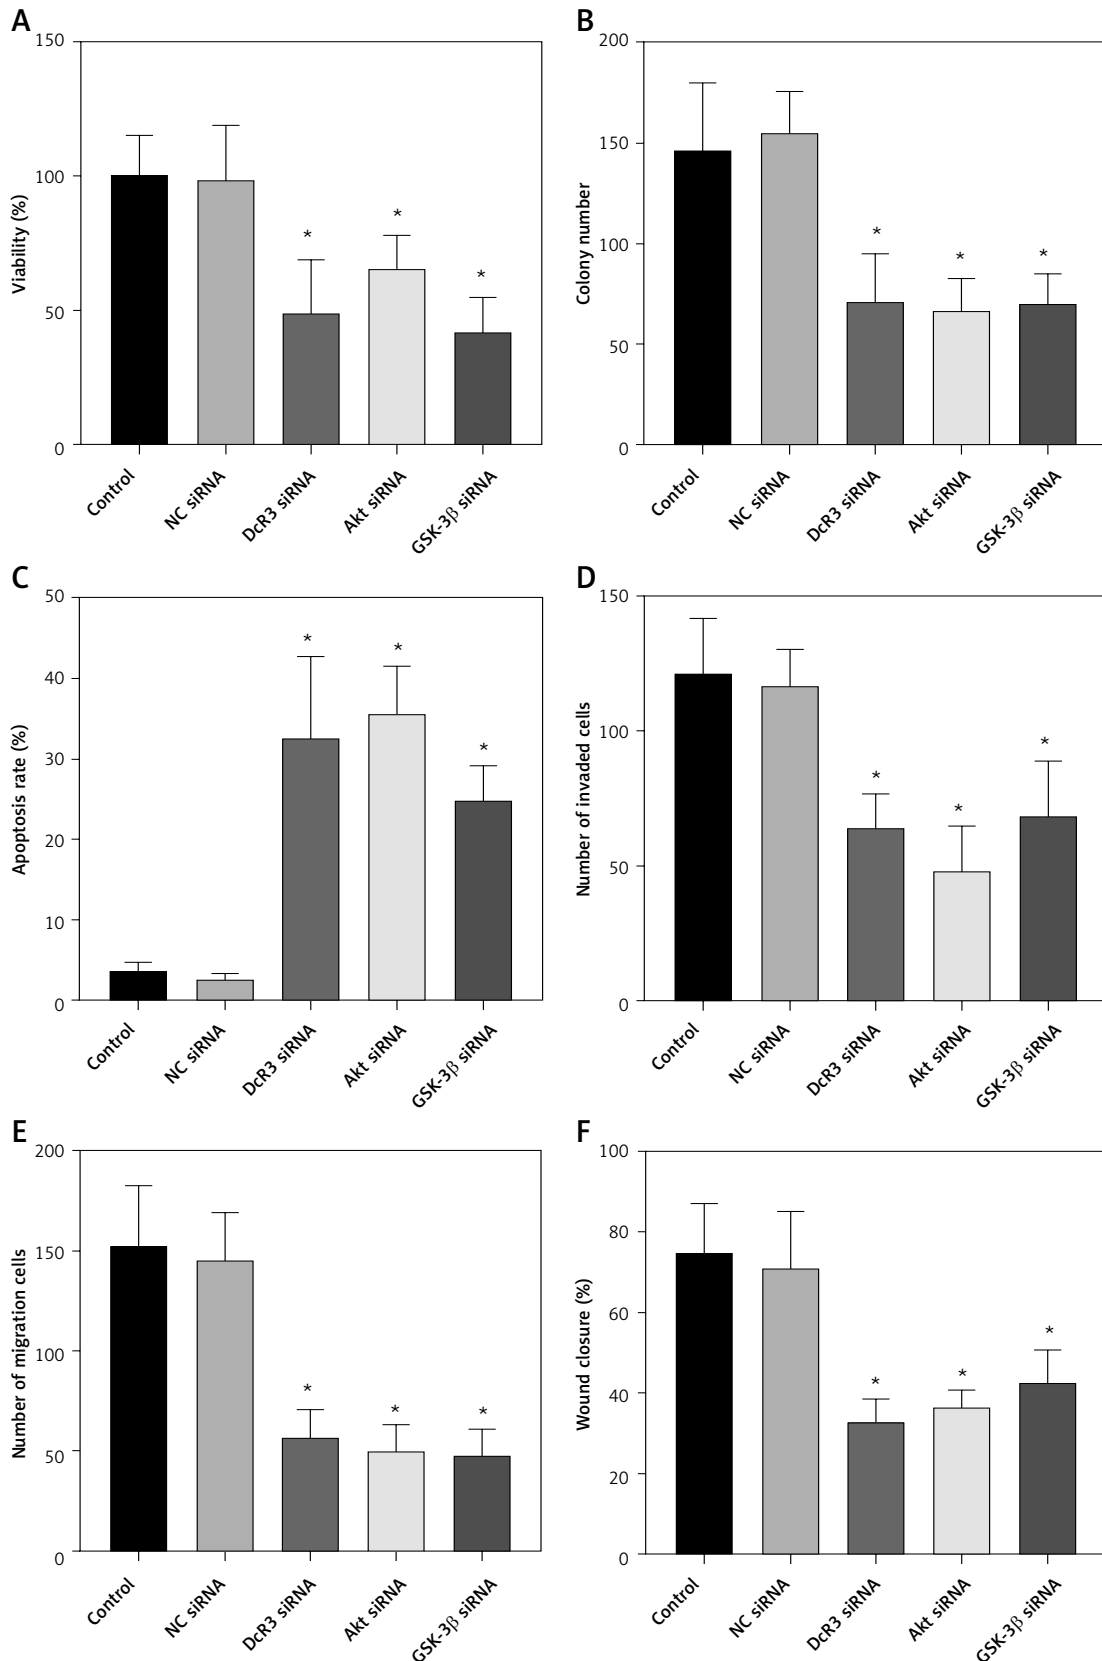 A
Viability (%)
150
100
50
0
*
*
*
Control
NC siRNA
DcR3 siRNA
Akt siRNA
GSK-3β siRNA
B
Colony number
200
150
100
50
0
*
*
*
Control
NC siRNA
DcR3 siRNA
Akt siRNA
GSK-3β siRNA
C
Apoptosis rate (%)
50
40
30
20
10
0
*
*
*
Control
NC siRNA
DcR3 siRNA
Akt siRNA
GSK-3β siRNA
D
Number of invaded cells
150
100
50
0
*
*
*
Control
NC siRNA
DcR3 siRNA
Akt siRNA
GSK-3β siRNA
E
Number of migration cells
200
150
100
50
0
*
*
*
Control
NC siRNA
DcR3 siRNA
Akt siRNA
GSK-3β siRNA
F
Wound closure (%)
100
80
60
40
20
0
*
*
*
Control
NC siRNA
DcR3 siRNA
Akt siRNA
GSK-3β siRNA